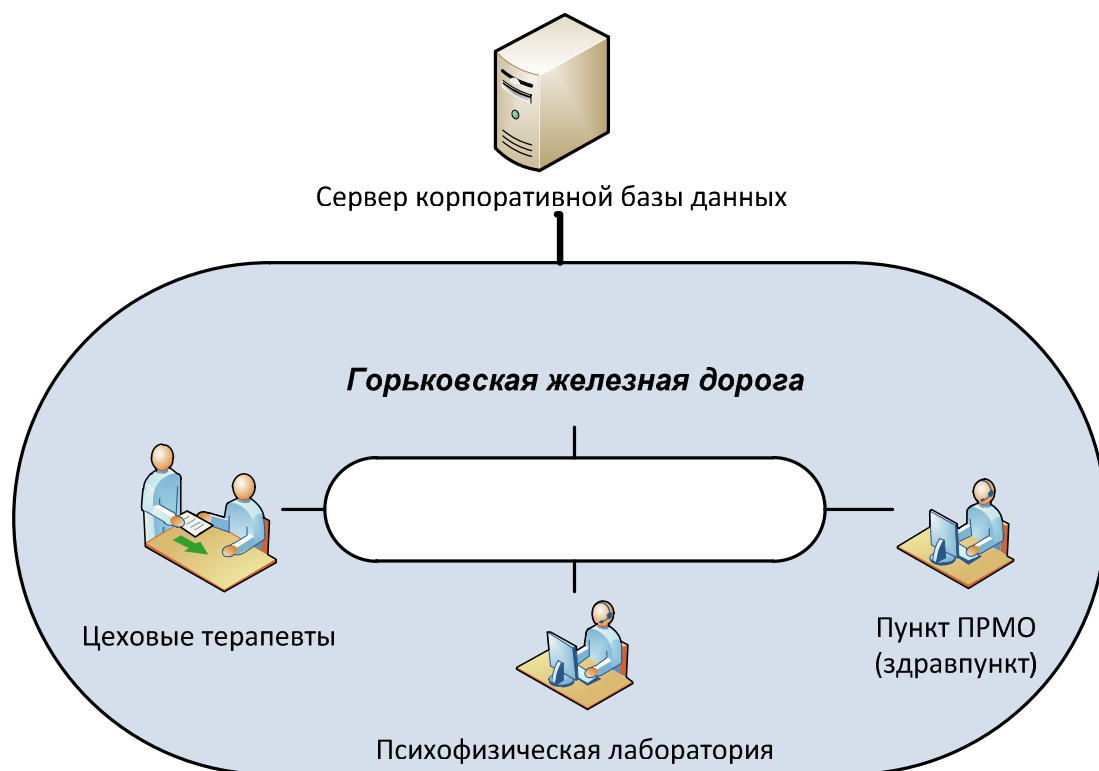 Сервер корпоративной базы данных
Горьковская железная дорога
Цеховые терапевты
Пункт ПРМО
(здравпункт)
Психофизическая лаборатория